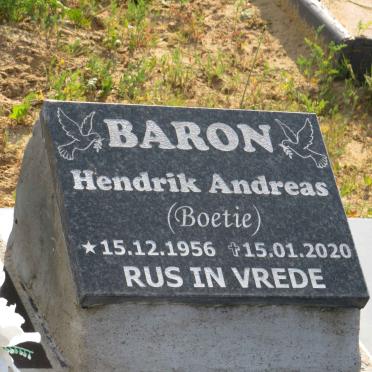 BARON
Hendrik Andreas
(Boetie)
★15.12.1956 ✞15.01.2020
RUS IN VREDE